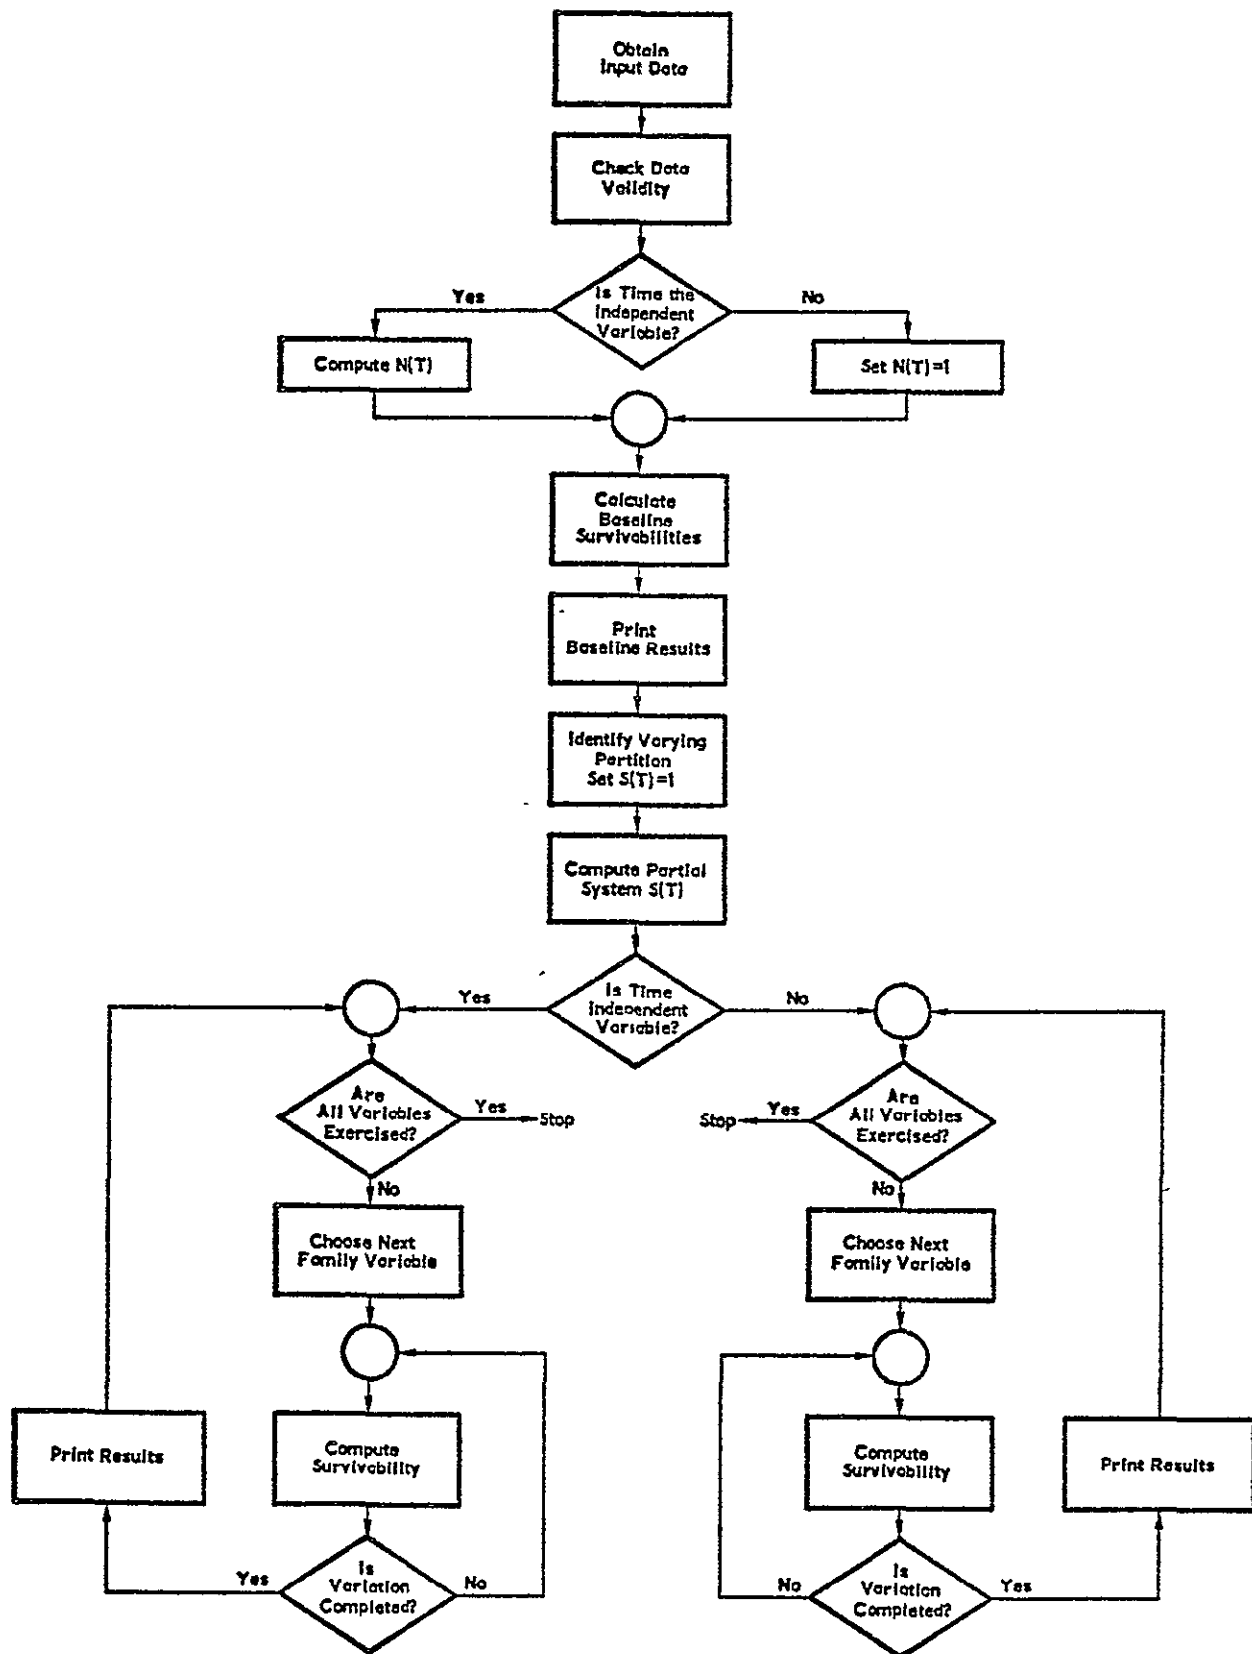 Obtain
Input Data
Check Data
Validity
Is Time the
Independent
Variable?
Yes
No
Compute N(T)
Set N(T)=1
Calculate
Baseline
Survivabilities
Print
Baseline Results
Identify Varying
Partition
Set S(T)=1
Compute Partial
System S(T)
Is Time
Independent
Variable?
Yes
No
Are
All Variables
Exercised?
Yes
Stop
No
Are
All Variables
Exercised?
Yes
Stop
No
Choose Next
Family Variable
Choose Next
Family Variable
Print Results
Compute
Survivability
Compute
Survivability
Print Results
Is
Variation
Completed?
Yes
No
Is
Variation
Completed?
No
Yes